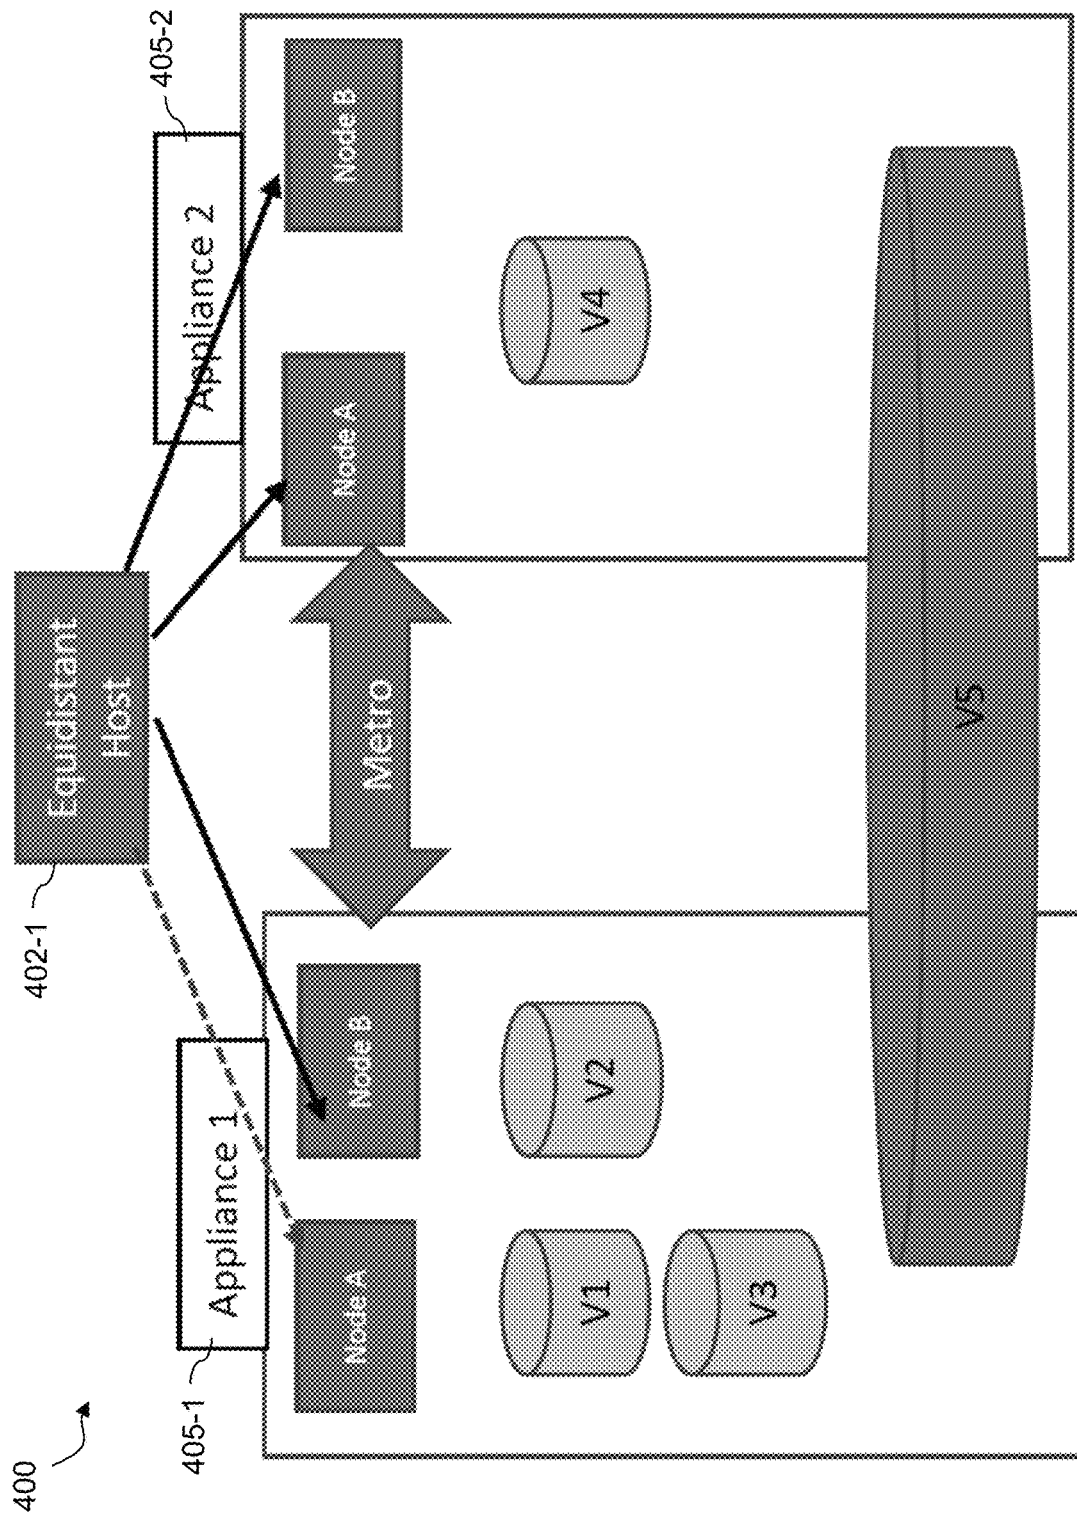 400
402-1
Equidistant
Host
405-1
Appliance 1
405-2
Appliance 2
Node A
Node B
Metro
Node A
Node B
V1
V2
V4
V3
V5